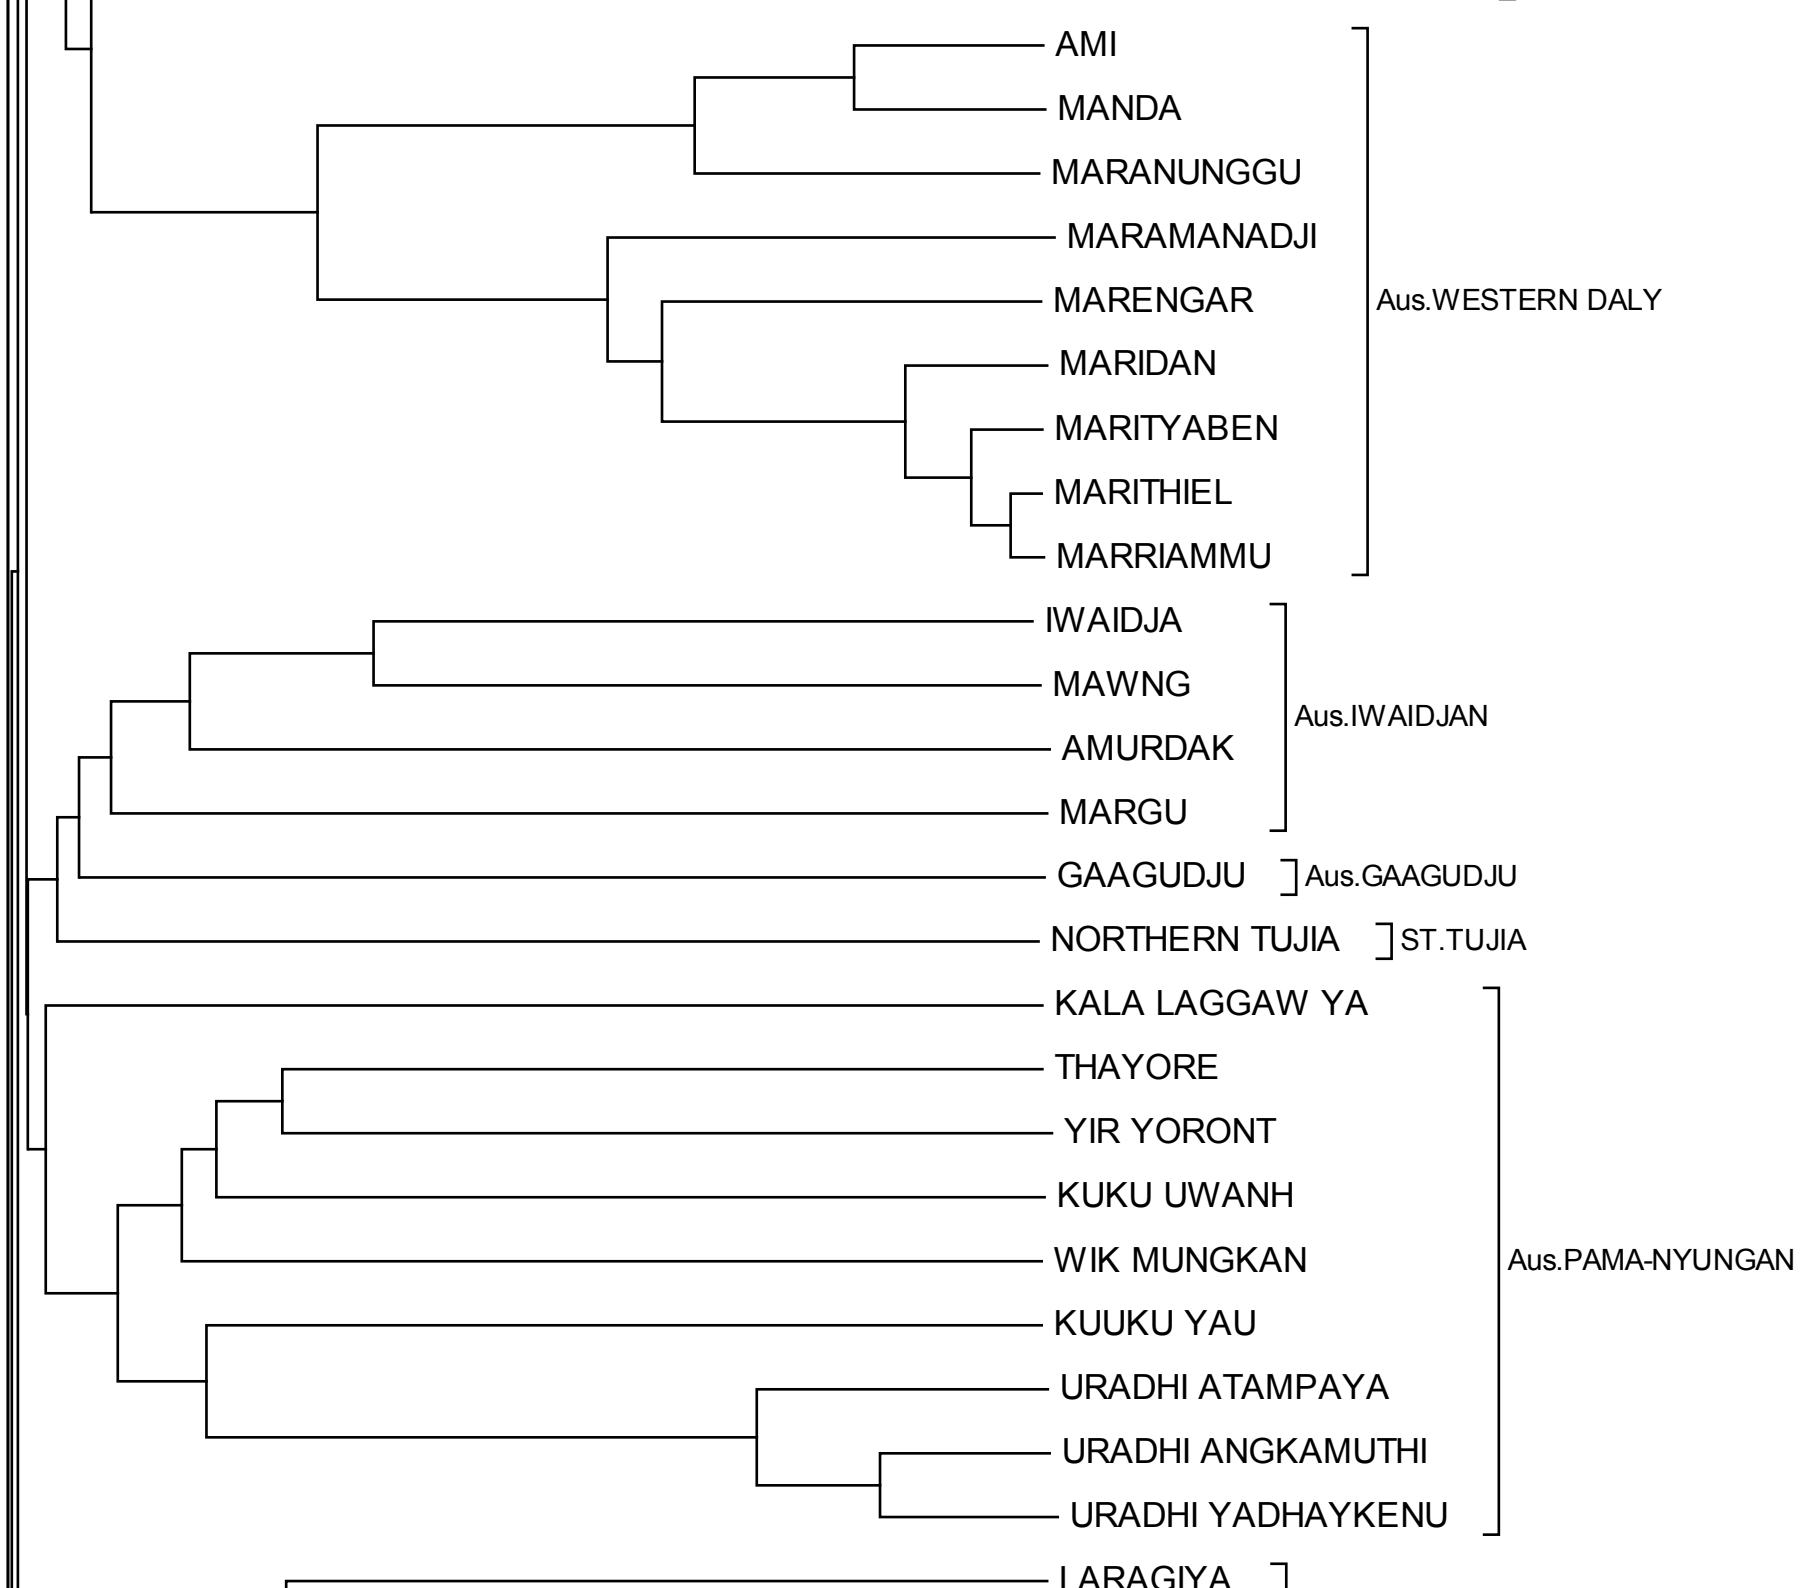 AMI
MANDA
MARANUNGGU
MARAMANADJI
MARENGAR
Aus.WESTERN DALY
MARIDAN
MARITYABEN
MARITHIEL
MARRIAMMU
IWAIDJA
MAWNG
Aus.IWAIDJAN
AMURDAK
MARGU
GAAGUDJU Aus.GAAGUDJU
NORTHERN TUJIA ST.TUJIA
KALA LAGGAW YA
THAYORE
YIR YORONT
KUKU UWANH
WIK MUNGKAN Aus.PAMA-NYUNGAN
KUUKU YAU
URADHI ATAMPAYA
URADHI ANGKAMUTHI
URADHI YADHAYKENU
LARAGIYA